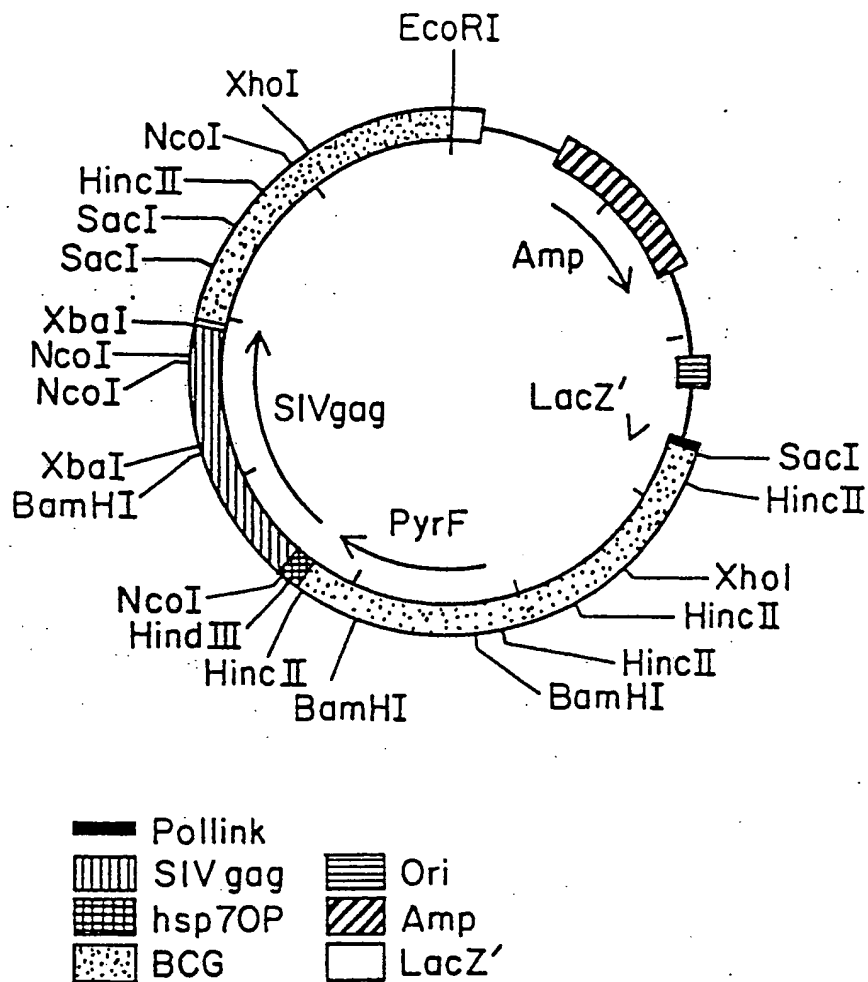 EcoRI
XhoI
NcoI
HincII
SacI
SacI
XbaI
NcoI
NcoI
XbaI
BamHI
NcoI
HindIII
HincII
BamHI
BamHI
HincII
HincII
XhoI
HincII
SacI
Amp
LacZ'
SIVgag
PyrF
Pollink
SIV gag
hsp70P
BCG
Ori
Amp
LacZ'